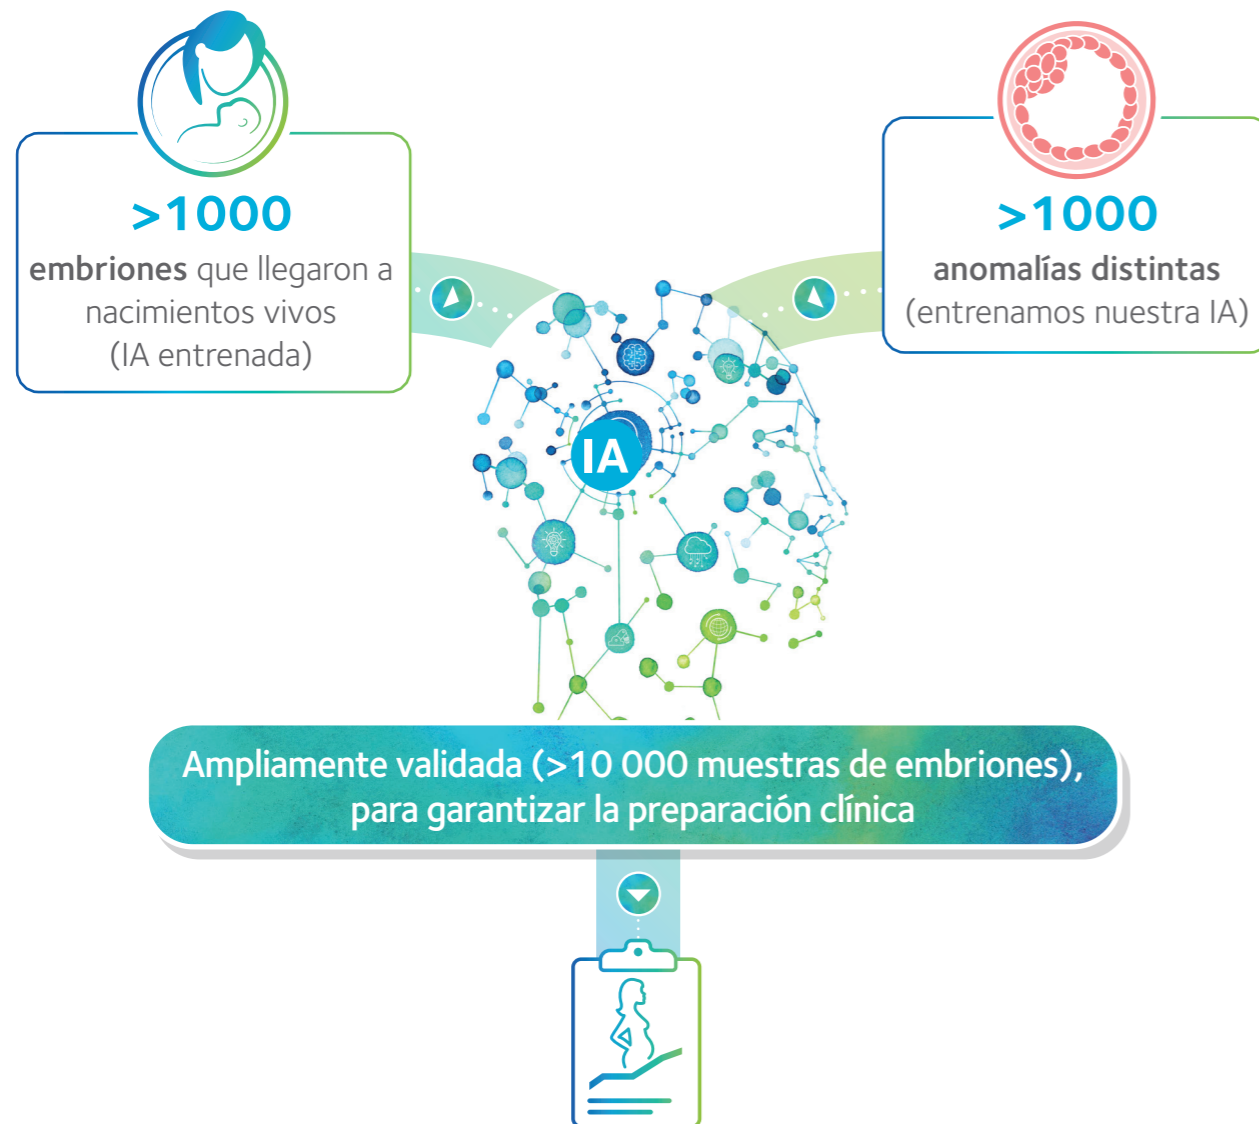 >1000
embriones que llegaron a
nacimientos vivos
(IA entrenada)
>1000
anomalías distintas
(entrenamos nuestra IA)
IA
Ampliamente validada (>10 000 muestras de embriones),
para garantizar la preparación clínica